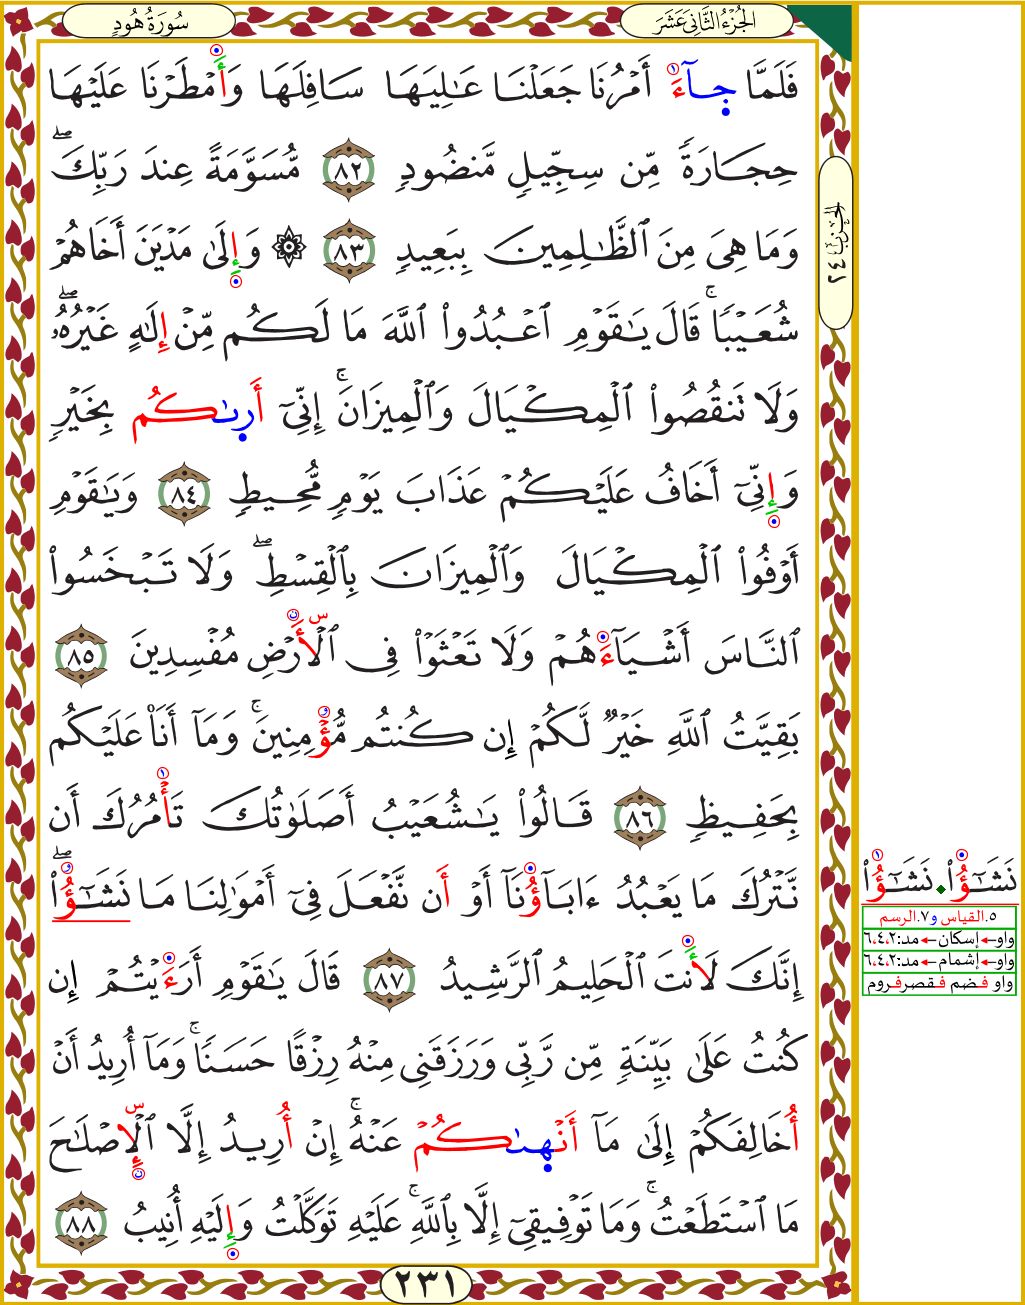 سُورَةُ هُودٍ
الجُزْءُ الثَّانِى عَشَرَ
فَلَمَّا جَآءَ أَمْرُنَا جَعَلْنَا عَٰلِيَهَا سَافِلَهَا وَأَمْطَرْنَا عَلَيْهَا
حِجَارَةً مِّن سِجِّيلٍ مَّنضُودٍ ٨٢ مُّسَوَّمَةً عِندَ رَبِّكَۖ
وَمَا هِىَ مِنَ ٱلظَّٰلِمِينَ بِبَعِيدٍ ٨٣ ۞ وَإِلَىٰ مَدْيَنَ أَخَاهُمْ
شُعَيْبًاۚ قَالَ يَٰقَوْمِ ٱعْبُدُوا۟ ٱللَّهَ مَا لَكُم مِّنْ إِلَٰهٍ غَيْرُهُۥۖ
وَلَا تَنقُصُوا۟ ٱلْمِكْيَالَ وَٱلْمِيزَانَۚ إِنِّىٓ أَرىٰكُم بِخَيْرٍ
وَإِنِّىٓ أَخَافُ عَلَيْكُمْ عَذَابَ يَوْمٍ مُّحِيطٍ ٨٤ وَيَٰقَوْمِ
أَوْفُوا۟ ٱلْمِكْيَالَ وَٱلْمِيزَانَ بِٱلْقِسْطِۖ وَلَا تَبْخَسُوا۟
ٱلنَّاسَ أَشْيَآءَهُمْ وَلَا تَعْثَوْا۟ فِى ٱلْأَرْضِ مُفْسِدِينَ ٨٥
بَقِيَّتُ ٱللَّهِ خَيْرٌ لَّكُمْ إِن كُنتُم مُّؤْمِنِينَۚ وَمَآ أَنَا۠ عَلَيْكُم
بِحَفِيظٍ ٨٦ قَالُوا۟ يَٰشُعَيْبُ أَصَلَوٰتُكَ تَأْمُرُكَ أَن
نَّتْرُكَ مَا يَعْبُدُ ءَابَآؤُنَآ أَوْ أَن نَّفْعَلَ فِىٓ أَمْوَٰلِنَا مَا نَشَٰٓؤُا۟ۖ
إِنَّكَ لَأَنتَ ٱلْحَلِيمُ ٱلرَّشِيدُ ٨٧ قَالَ يَٰقَوْمِ أَرَءَيْتُمْ إِن
كُنتُ عَلَىٰ بَيِّنَةٍ مِّن رَّبِّى وَرَزَقَنِى مِنْهُ رِزْقًا حَسَنًاۚ وَمَآ أُرِيدُ أَنْ
أُخَالِفَكُمْ إِلَىٰ مَآ أَنْهىٰكُمْ عَنْهُۚ إِنْ أُرِيدُ إِلَّا ٱلْإِصْلَٰحَ
مَا ٱسْتَطَعْتُۚ وَمَا تَوْفِيقِىٓ إِلَّا بِٱللَّهِۚ عَلَيْهِ تَوَكَّلْتُ وَإِلَيْهِ أُنِيبُ ٨٨
٢٣١
الحزب ٢٤
نَشَٰٓؤُا۟ . نَشَٰٓؤُا۟
٥.القياس و٧.الرسم
واو←إسكان←مد:٦،٤،٢
واو←إشمام←مد:٦،٤،٢
واو فضم فقصر فروم